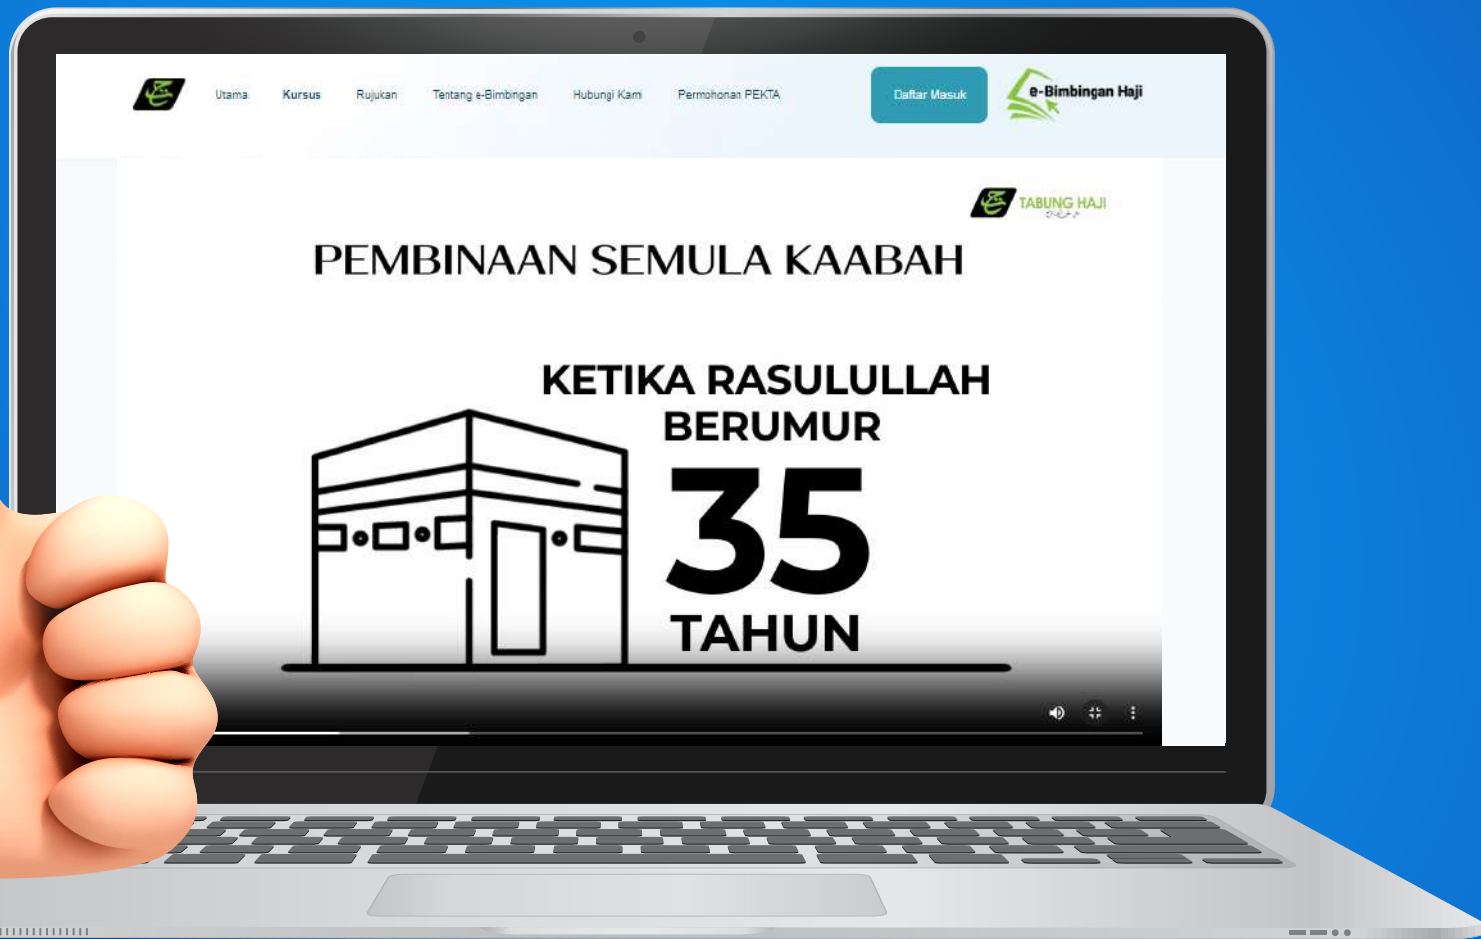 Utama
Kursus
Rujukan
Tentang e-Bimbingan
Hubungi Kami
Permohonan PEKTA
Daftar Masuk
e-Bimbingan Haji
TABUNG HAJI
PEMBINAAN SEMULA KAABAH
KETIKA RASULULLAH
BERUMUR
35
TAHUN